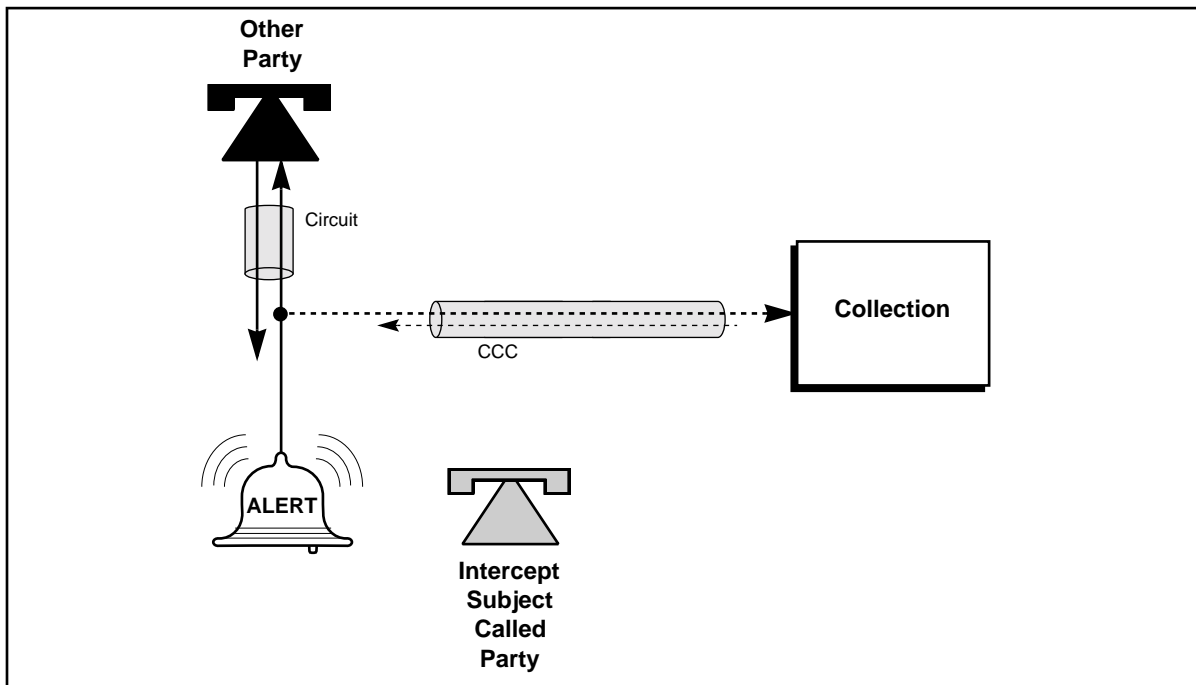 Other
Party
Circuit
Collection
CCC
ALERT
Intercept
Subject
Called
Party